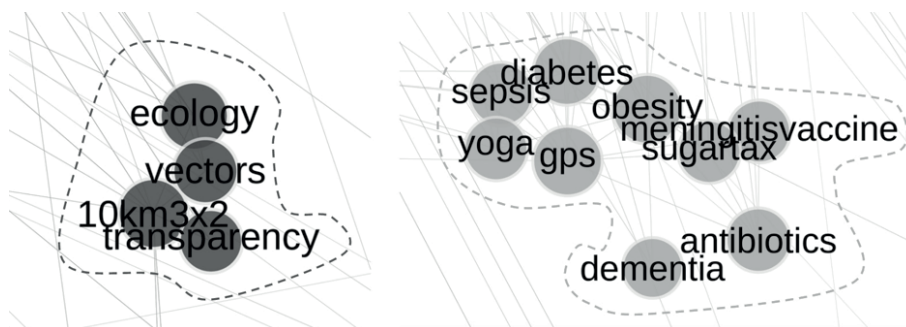 ecology
vectors
10km3x2
transparency
diabetes
sepsis
obesity
meningitisvaccine
yoga
gps
sugartax
antibiotics
dementia